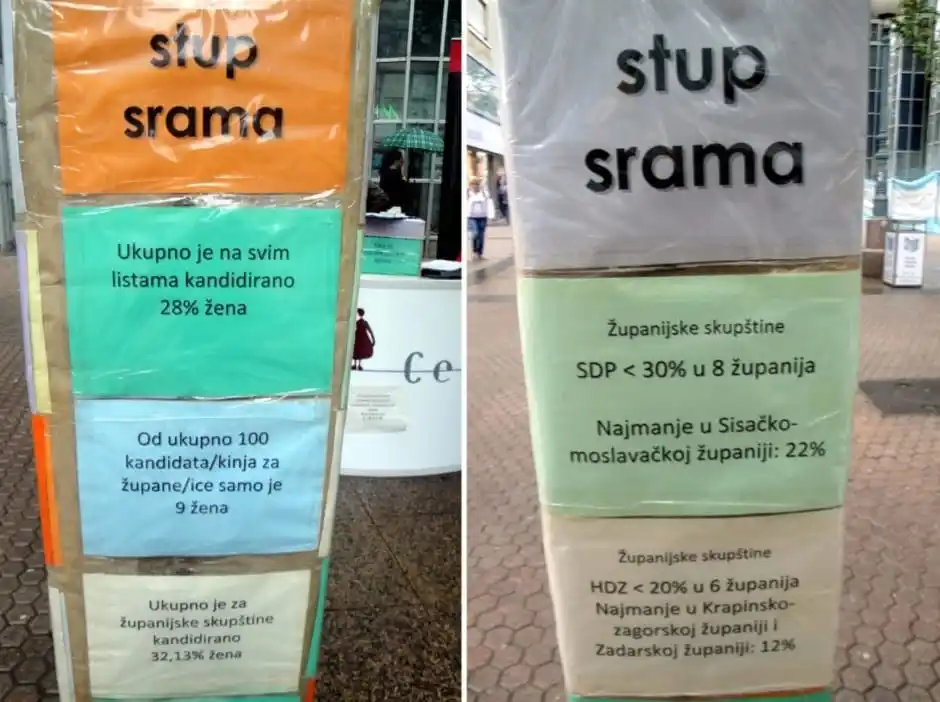 stup
srama
Ukupno je na svim
listama kandidirano
28% žena
Od ukupno 100
kandidata/kinja za
župane/ice samo je
9 žena
Ukupno je za
županijske skupštine
kandidirano
32,13% žena
Ce
stup
srama
Županijske skupštine
SDP < 30% u 8 županija
Najmanje u Sisačko-
moslavačkoj županiji: 22%
Županijske skupštine
HDZ < 20% u 6 županija
Najmanje u Krapinsko-
zagorskoj županiji i
Zadarskoj županiji: 12%